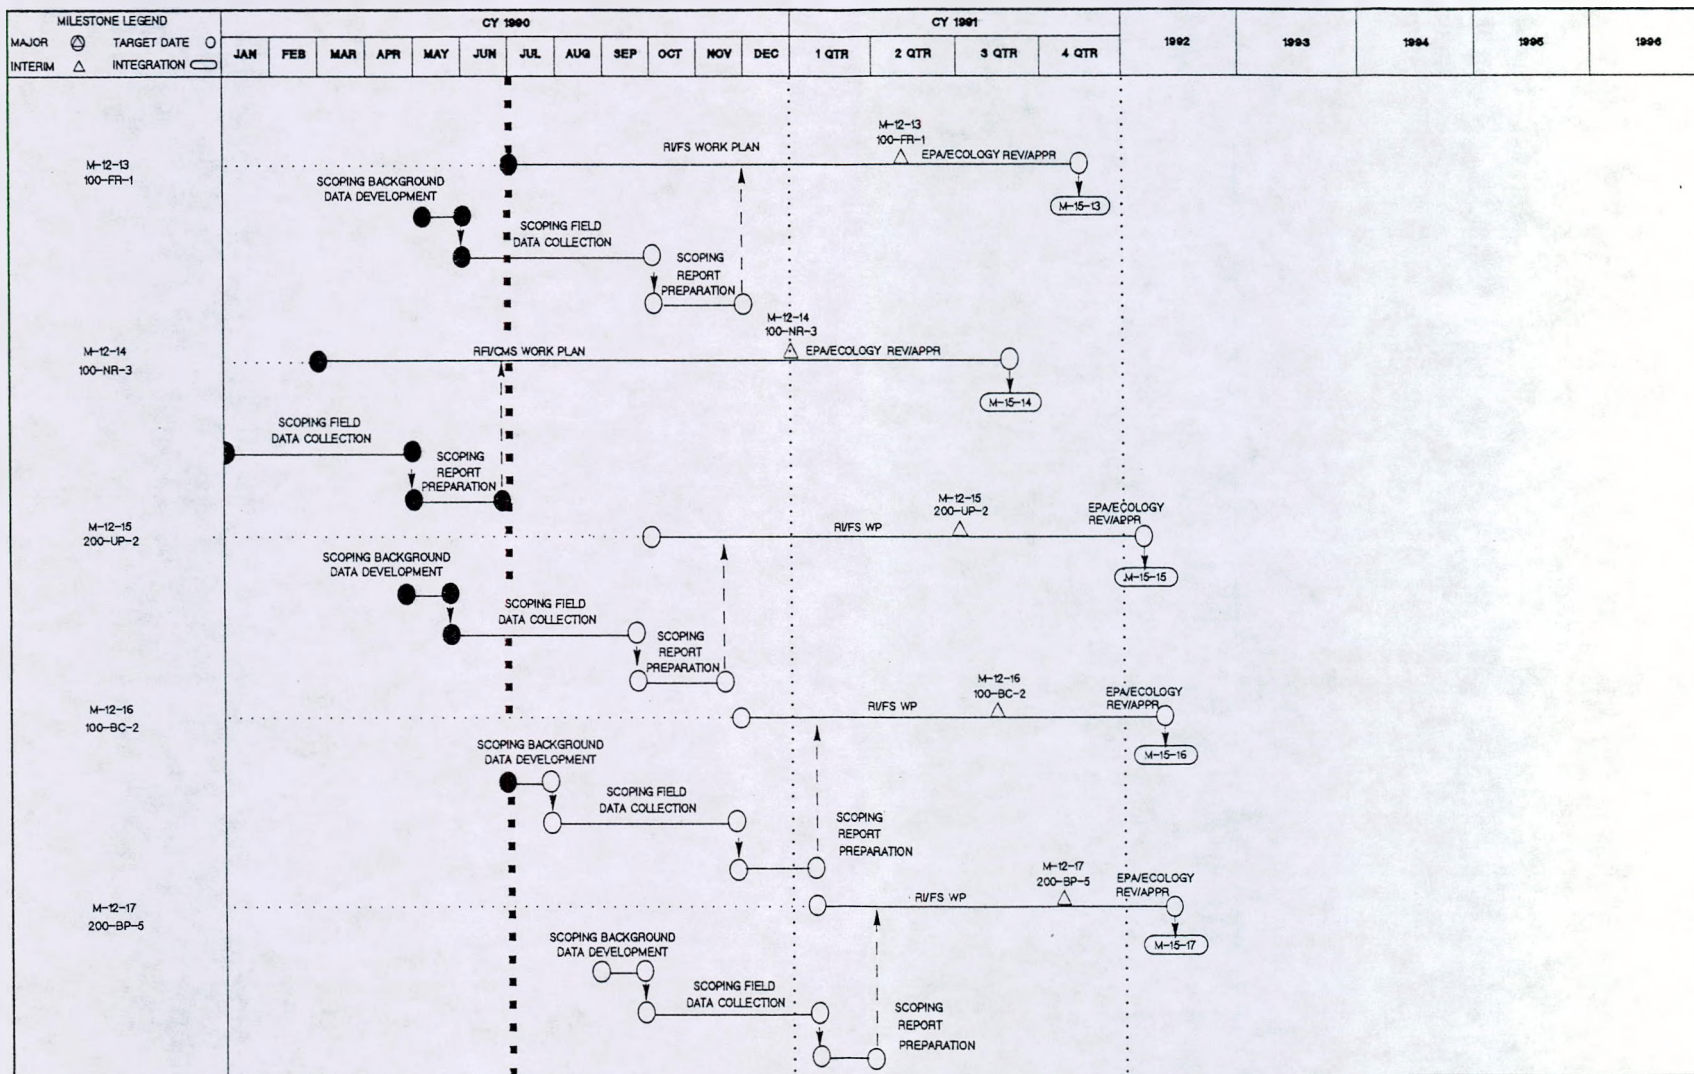 MILESTONE LEGEND
MAJOR TARGET DATE
INTERIM INTEGRATION
CY 1990
CY 1991
JAN FEB MAR APR MAY JUN JUL AUG SEP OCT NOV DEC 1 QTR 2 QTR 3 QTR 4 QTR 1992 1993 1994 1995 1996
M-12-13
100-FR-1
RI/FS WORK PLAN
M-12-13
100-FR-1
EPA/ECOLOGY REV/APPR
M-15-13
SCOPING BACKGROUND
DATA DEVELOPMENT
SCOPING FIELD
DATA COLLECTION
SCOPING
REPORT
PREPARATION
M-12-14
100-NR-3
RFI/CMS WORK PLAN
M-12-14
100-NR-3
EPA/ECOLOGY REV/APPR
M-15-14
SCOPING FIELD
DATA COLLECTION
SCOPING
REPORT
PREPARATION
M-12-15
200-UP-2
RI/FS WP
M-12-15
200-UP-2
EPA/ECOLOGY
REV/APPR
M-15-15
SCOPING BACKGROUND
DATA DEVELOPMENT
SCOPING FIELD
DATA COLLECTION
SCOPING
REPORT
PREPARATION
M-12-16
100-BC-2
RI/FS WP
M-12-16
100-BC-2
EPA/ECOLOGY
REV/APPR
M-15-16
SCOPING BACKGROUND
DATA DEVELOPMENT
SCOPING FIELD
DATA COLLECTION
SCOPING
REPORT
PREPARATION
M-12-17
200-BP-5
RI/FS WP
M-12-17
200-BP-5
EPA/ECOLOGY
REV/APPR
M-15-17
SCOPING BACKGROUND
DATA DEVELOPMENT
SCOPING FIELD
DATA COLLECTION
SCOPING
REPORT
PREPARATION